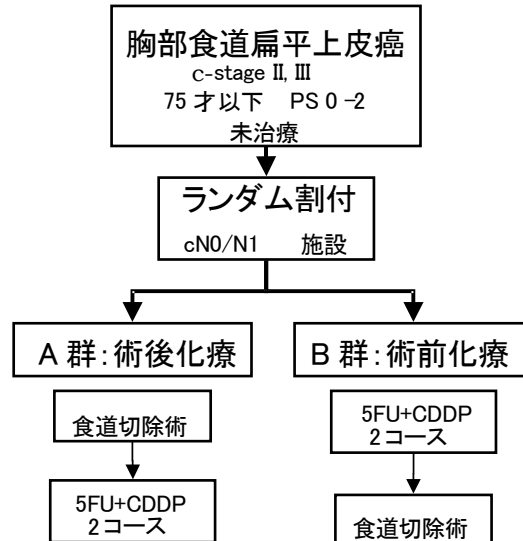 胸部食道扁平上皮癌
c-stage II, III
75 才以下 PS 0 -2
未治療
ランダム割付
cN0/N1 施設
A 群：術後化療
B 群：術前化療
食道切除術
5FU+CDDP
2コース
5FU+CDDP
2コース
食道切除術